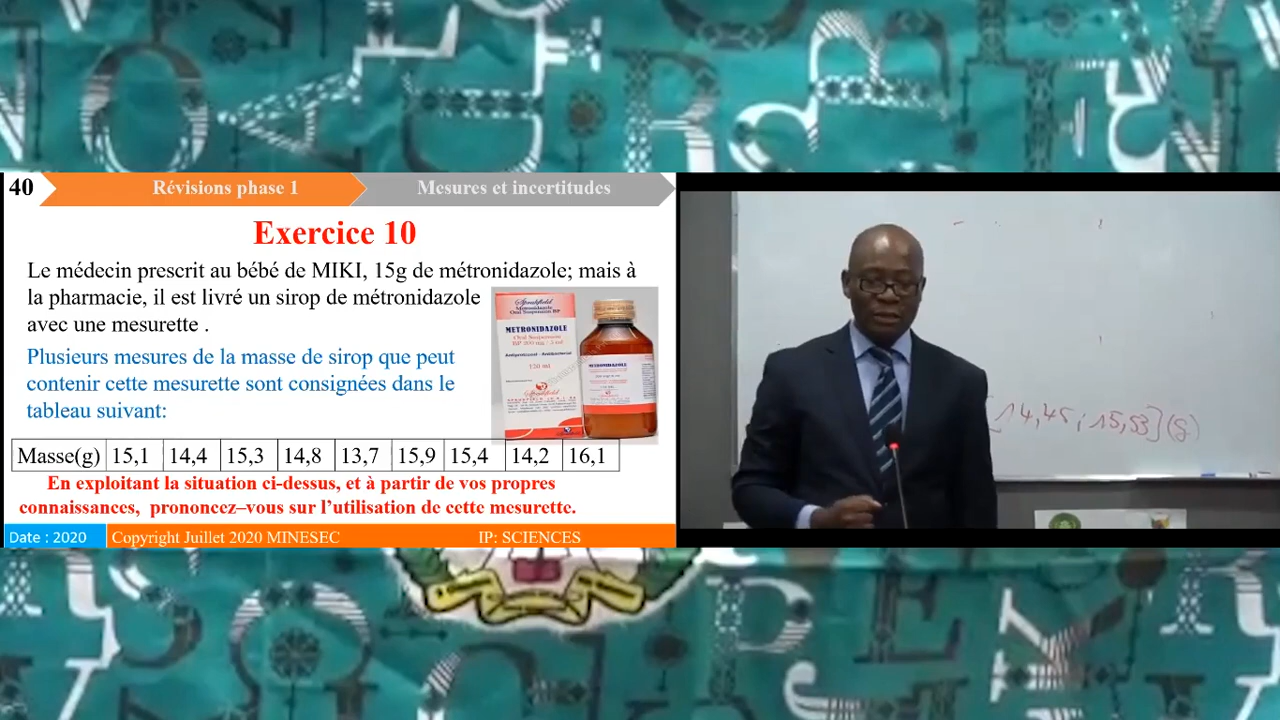 40
Révisions phase 1
Mesures et incertitudes
Exercice 10
Le médecin prescrit au bébé de MIKI, 15g de métronidazole; mais à
la pharmacie, il est livré un sirop de métronidazole
avec une mesurette .
Plusieurs mesures de la masse de sirop que peut
contenir cette mesurette sont consignées dans le
tableau suivant:
METRONIDAZOLE
Oral Suspension
METRONIDAZOLE
Masse(g) 15,1 14,4 15,3 14,8 13,7 15,9 15,4 14,2 16,1
En exploitant la situation ci-dessus, et à partir de vos propres
connaissances, prononcez–vous sur l’utilisation de cette mesurette.
Date : 2020
Copyright Juillet 2020 MINESEC
IP: SCIENCES
[14,45 ; 15,53](g)